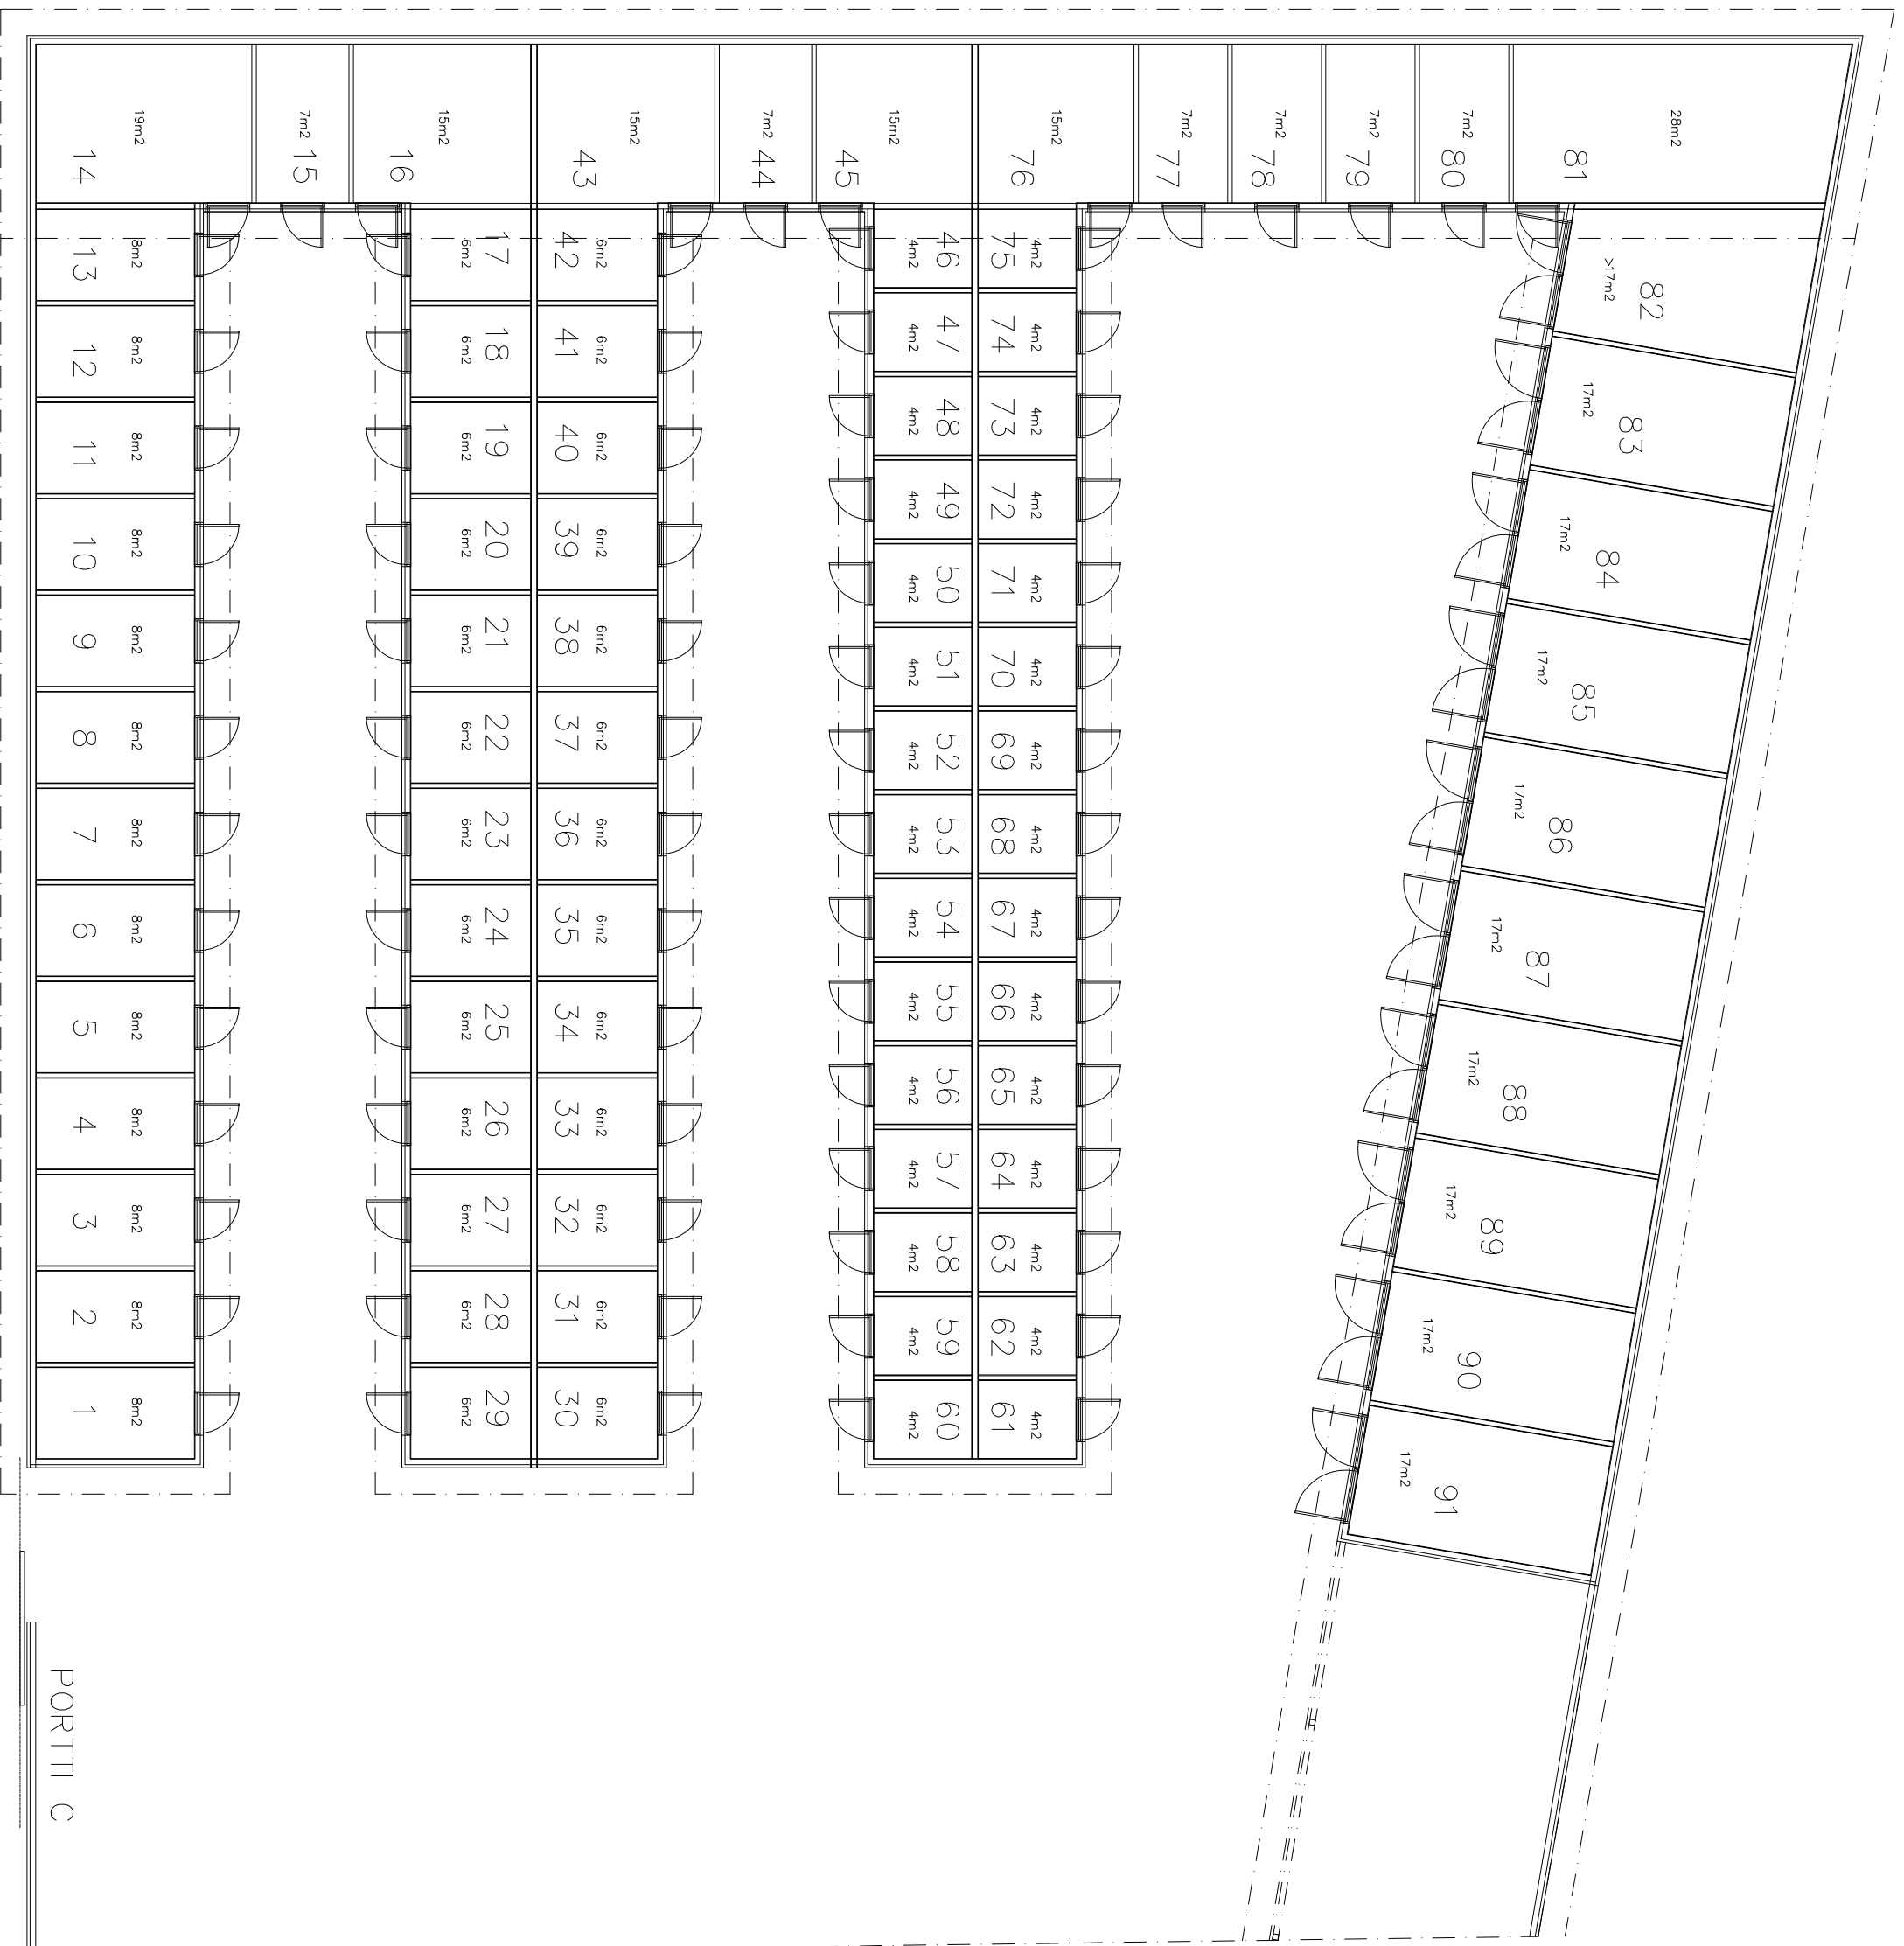 19m2
14
7m2
15
15m2
16
15m2
43
7m2
44
15m2
45
15m2
76
7m2
77
7m2
78
7m2
79
7m2
80
28m2
81
13
8m2
12
8m2
11
8m2
10
8m2
9
8m2
8
8m2
7
8m2
6
8m2
5
8m2
4
8m2
3
8m2
2
8m2
1
8m2
17
6m2
18
6m2
19
6m2
20
6m2
21
6m2
22
6m2
23
6m2
24
6m2
25
6m2
26
6m2
27
6m2
28
6m2
29
6m2
42
6m2
41
6m2
40
6m2
39
6m2
38
6m2
37
6m2
36
6m2
35
6m2
34
6m2
33
6m2
32
6m2
31
6m2
30
6m2
46
4m2
47
4m2
48
4m2
49
4m2
50
4m2
51
4m2
52
4m2
53
4m2
54
4m2
55
4m2
56
4m2
57
4m2
58
4m2
59
4m2
60
4m2
75
4m2
74
4m2
73
4m2
72
4m2
71
4m2
70
4m2
69
4m2
68
4m2
67
4m2
66
4m2
65
4m2
64
4m2
63
4m2
62
4m2
61
4m2
82
>17m2
83
17m2
84
17m2
85
17m2
86
17m2
87
17m2
88
17m2
89
17m2
90
17m2
91
17m2
PORTTI C